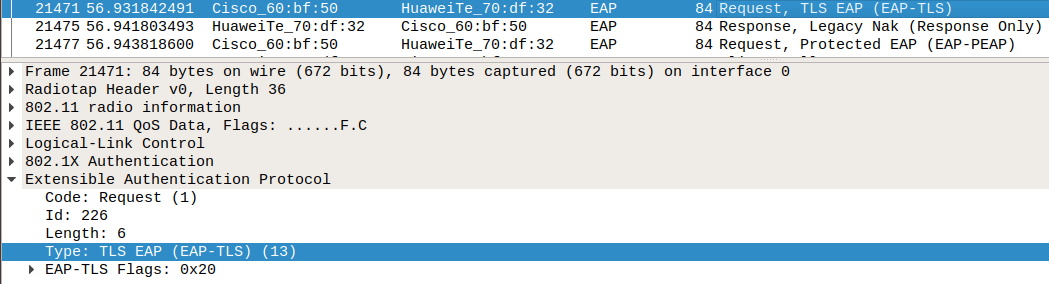 21471 56.931842491 Cisco_60:bf:50 HuaweiTe_70:df:32 EAP 84 Request, TLS EAP (EAP-TLS)
21475 56.941803493 HuaweiTe_70:df:32 Cisco_60:bf:50 EAP 84 Response, Legacy Nak (Response Only)
21477 56.943818600 Cisco_60:bf:50 HuaweiTe_70:df:32 EAP 84 Request, Protected EAP (EAP-PEAP)
Frame 21471: 84 bytes on wire (672 bits), 84 bytes captured (672 bits) on interface 0
Radiotap Header v0, Length 36
802.11 radio information
IEEE 802.11 QoS Data, Flags: ......F.C
Logical-Link Control
802.1X Authentication
Extensible Authentication Protocol
Code: Request (1)
Id: 226
Length: 6
Type: TLS EAP (EAP-TLS) (13)
EAP-TLS Flags: 0x20